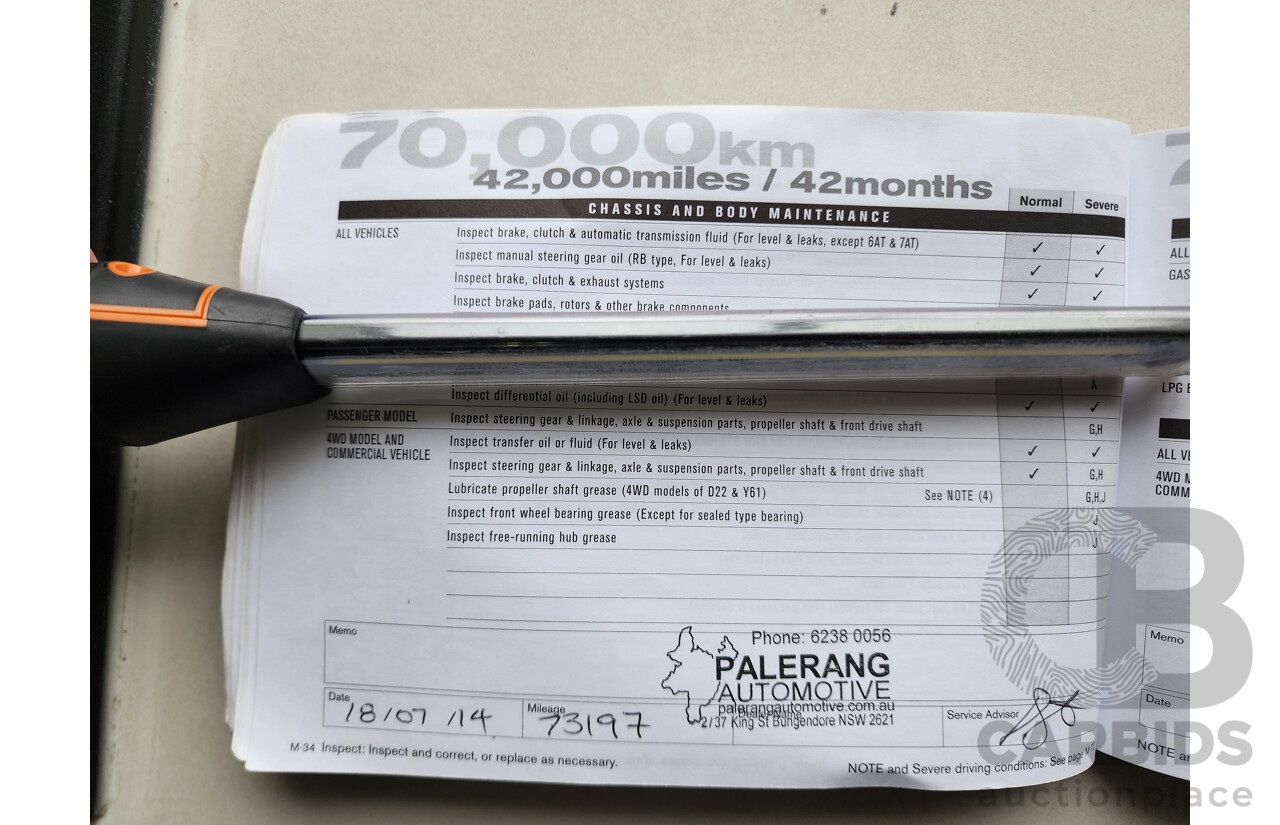 70,000km
42,000miles / 42months
CHASSIS AND BODY MAINTENANCE Normal Severe
ALL VEHICLES Inspect brake, clutch & automatic transmission fluid (For level & leaks, except 6AT & 7AT) ✓ ✓
Inspect manual steering gear oil (RB type, For level & leaks) ✓ ✓
Inspect brake, clutch & exhaust systems ✓ ✓
Inspect brake pads, rotors & other brake components
A
Inspect differential oil (including LSD oil) (For level & leaks) ✓ ✓
PASSENGER MODEL Inspect steering gear & linkage, axle & suspension parts, propeller shaft & front drive shaft G,H
4WD MODEL AND
COMMERCIAL VEHICLE
Inspect transfer oil or fluid (For level & leaks) ✓ ✓
Inspect steering gear & linkage, axle & suspension parts, propeller shaft & front drive shaft ✓ G,H
Lubricate propeller shaft grease (4WD models of D22 & Y61) See NOTE (4) G,H,J
Inspect front wheel bearing grease (Except for sealed type bearing) J
Inspect free-running hub grease J
Memo
Phone: 6238 0056
PALERANG
AUTOMOTIVE
palerangautomotive.com.au
2/37 King St Bungendore NSW 2621
Date 18/07/14
Mileage 73197
Dealer Name
Service Advisor
M-34 Inspect: Inspect and correct, or replace as necessary.
NOTE and Severe driving conditions: See page
ALL
GAS
LPG
ALL
4WD
COMM
Memo
Date
NOTE
CARBIDS
auctionplace